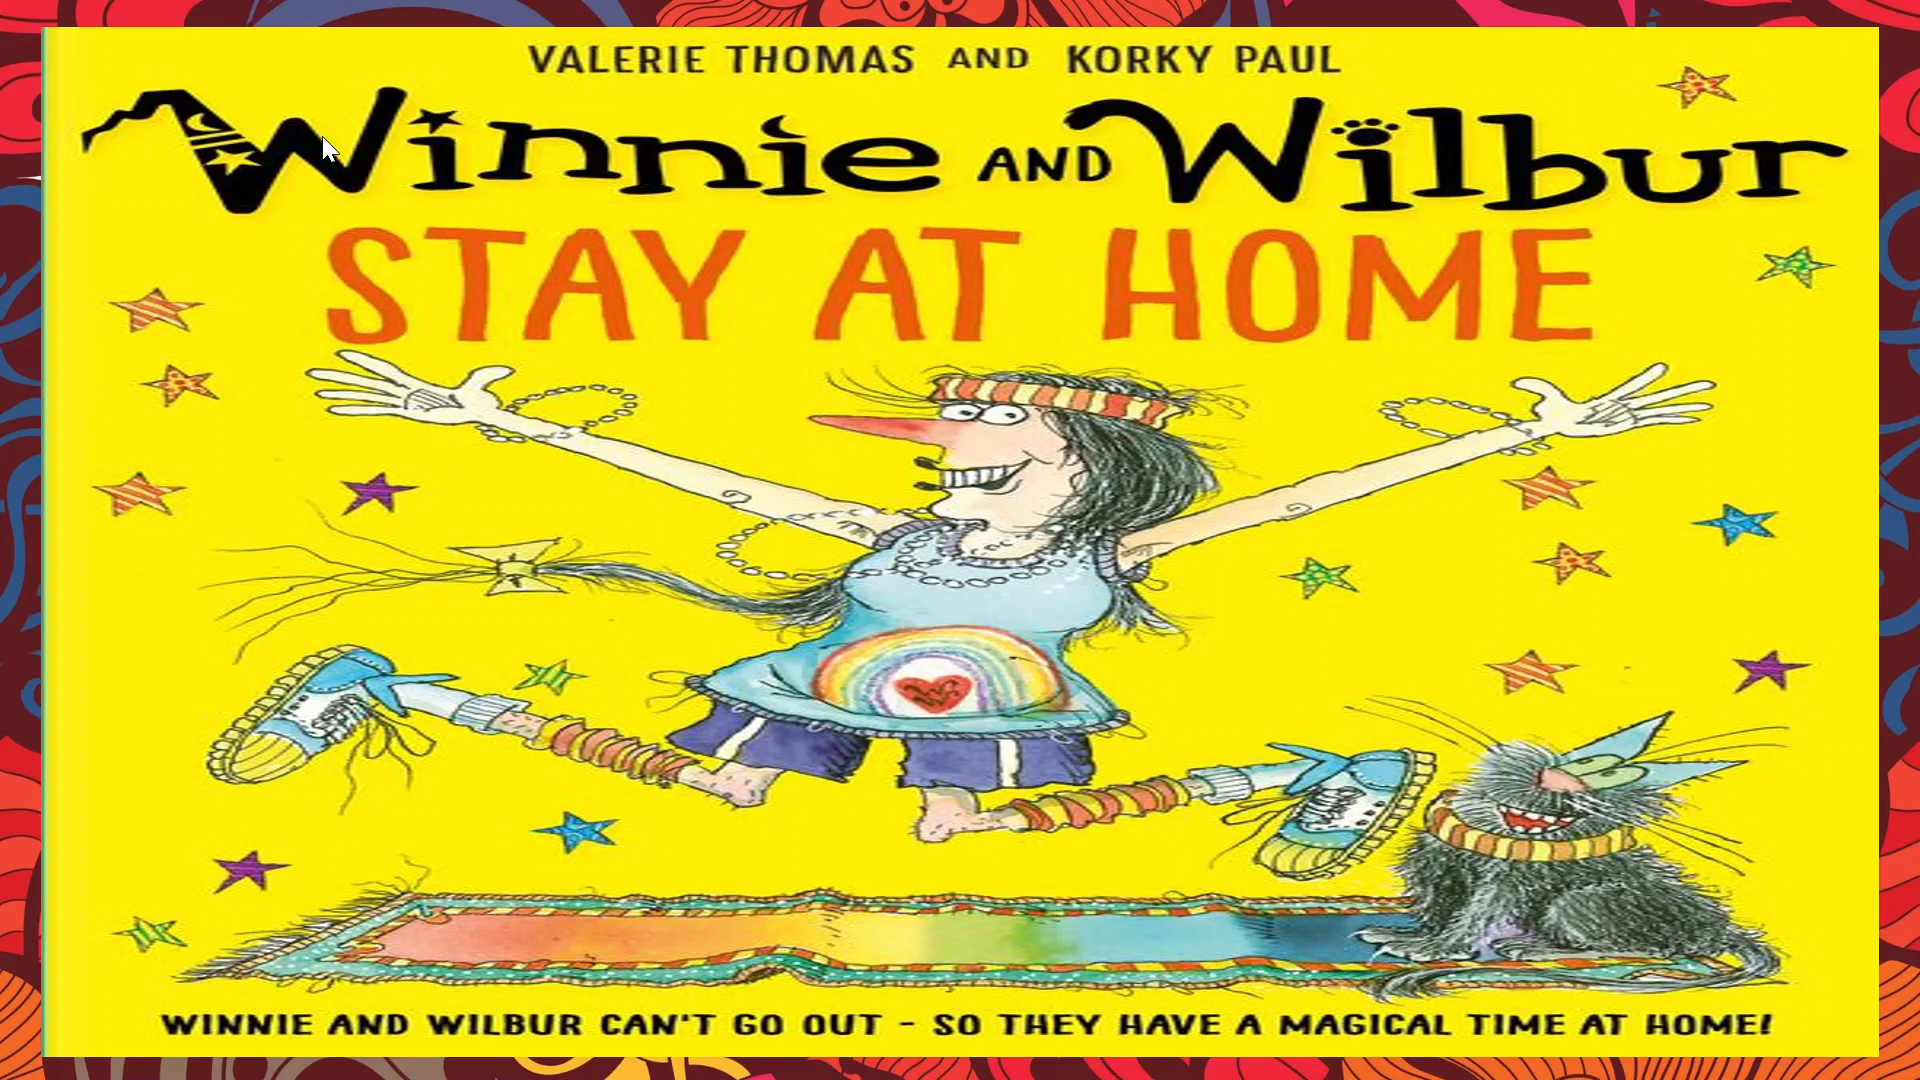 VALERIE THOMAS AND KORKY PAUL
Winnie AND Wilbur
STAY AT HOME
WINNIE AND WILBUR CAN'T GO OUT - SO THEY HAVE A MAGICAL TIME AT HOME!